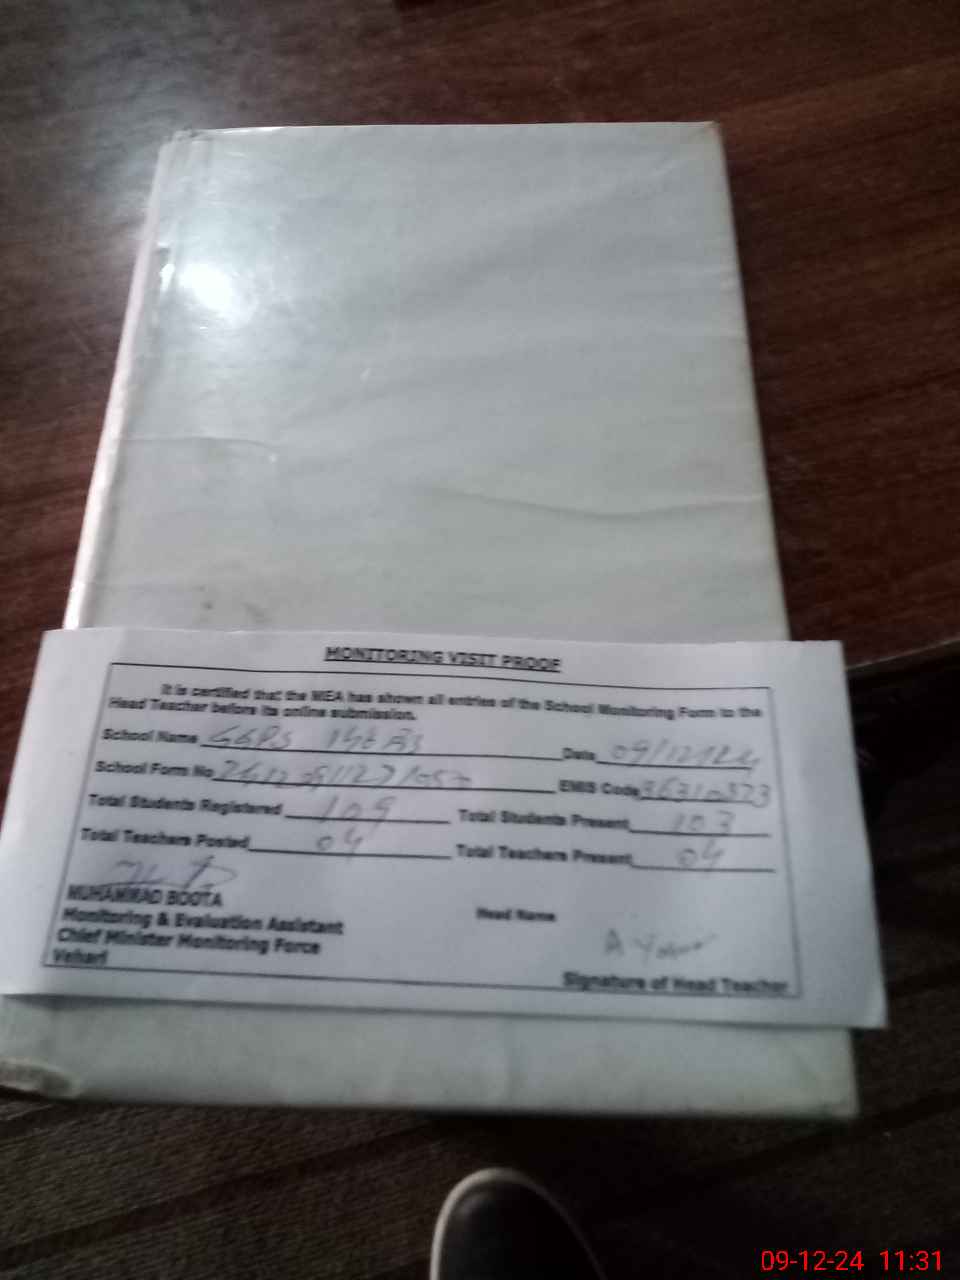 MONITORING VISIT PROOF
It is certified that the MEA has shown all entries of the School Monitoring Form to the
Head Teacher before its online submission.
School Name GGPS Date 09/12/24
School Form No EMIS Code 36310323
Total Students Registered 109 Total Students Present 103
Total Teachers Posted 04 Total Teachers Present 04
MUHAMMAD BOOTA
Monitoring & Evaluation Assistant Head Name
Chief Minister Monitoring Force
Vehari
Signature of Head Teacher
09-12-24 11:31